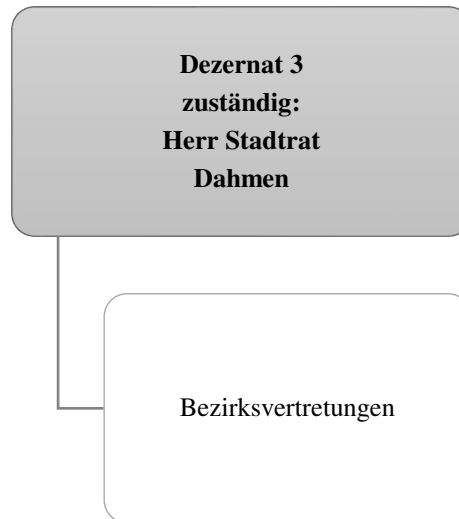 Dezernat 3
zuständig:
Herr Stadtrat
Dahmen
Bezirksvertretungen